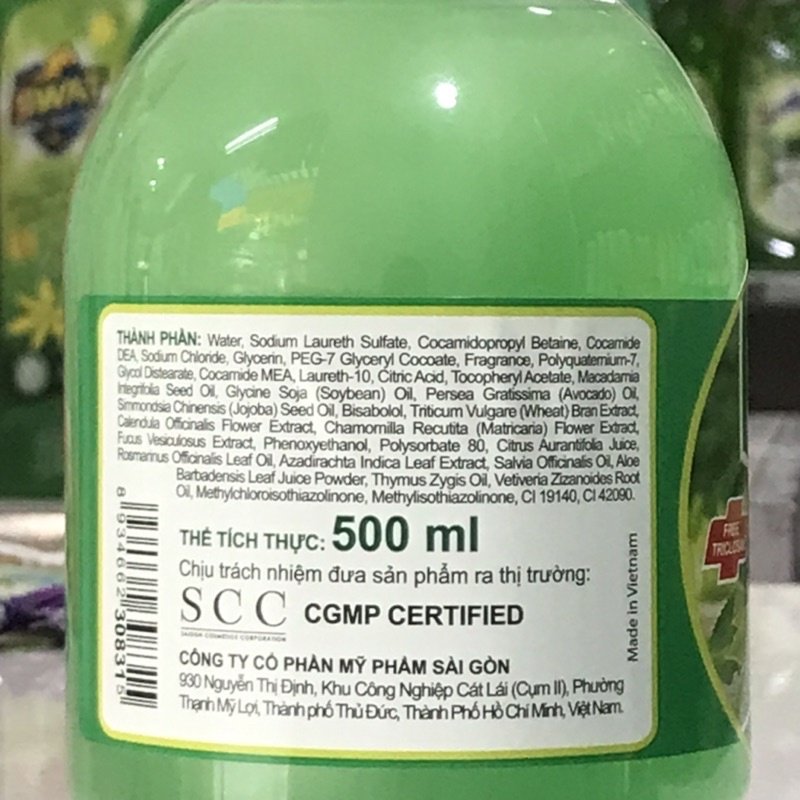 THÀNH PHẦN: Water, Sodium Laureth Sulfate, Cocamidopropyl Betaine, Cocamide
DEA, Sodium Chloride, Glycerin, PEG-7 Glyceryl Cocoate, Fragrance, Polyquaternium-7,
Glycol Distearate, Cocamide MEA, Laureth-10, Citric Acid, Tocopheryl Acetate, Macadamia
Integrifolia Seed Oil, Glycine Soja (Soybean) Oil, Persea Gratissima (Avocado) Oil,
Simmondsia Chinensis (Jojoba) Seed Oil, Bisabolol, Triticum Vulgare (Wheat) Bran Extract,
Calendula Officinalis Flower Extract, Chamomilla Recutita (Matricaria) Flower Extract,
Fucus Vesiculosus Extract, Phenoxyethanol, Polysorbate 80, Citrus Aurantifolia Juice,
Rosmarinus Officinalis Leaf Oil, Azadirachta Indica Leaf Extract, Salvia Officinalis Oil, Aloe
Barbadensis Leaf Juice Powder, Thymus Zygis Oil, Vetiveria Zizanoides Root
Oil, Methylchloroisothiazolinone, Methylisothiazolinone, CI 19140, CI 42090.
THỂ TÍCH THỰC: 500 ml
Chịu trách nhiệm đưa sản phẩm ra thị trường:
SCC CGMP CERTIFIED
SAIGON COSMETICS CORPORATION
CÔNG TY CỔ PHẦN MỸ PHẨM SÀI GÒN
930 Nguyễn Thị Định, Khu Công Nghiệp Cát Lái (Cụm II), Phường
Thạnh Mỹ Lợi, Thành phố Thủ Đức, Thành Phố Hồ Chí Minh, Việt Nam.
8 934662 308315
Made in Vietnam
FREE